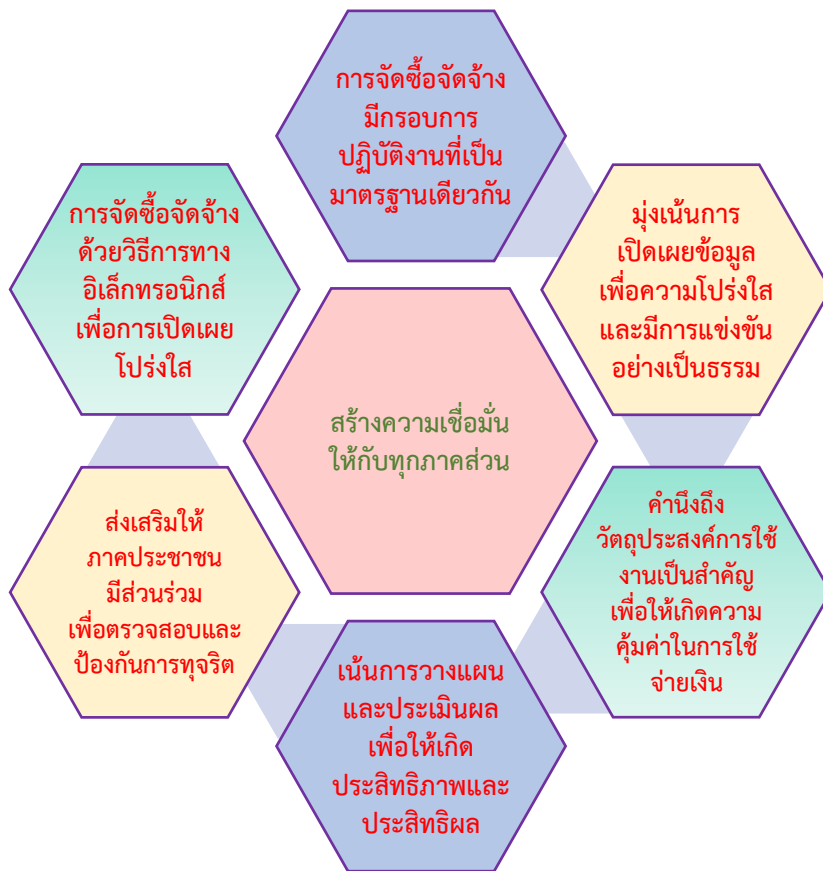 การจัดซื้อจัดจ้าง
มีกรอบการ
ปฏิบัติงานที่เป็น
มาตรฐานเดียวกัน
มุ่งเน้นการ
เปิดเผยข้อมูล
เพื่อความโปร่งใส
และมีการแข่งขัน
อย่างเป็นธรรม
คำนึงถึง
วัตถุประสงค์การใช้
งานเป็นสำคัญ
เพื่อให้เกิดความ
คุ้มค่าในการใช้
จ่ายเงิน
เน้นการวางแผน
และประเมินผล
เพื่อให้เกิด
ประสิทธิภาพและ
ประสิทธิผล
ส่งเสริมให้
ภาคประชาชน
มีส่วนร่วม
เพื่อตรวจสอบและ
ป้องกันการทุจริต
การจัดซื้อจัดจ้าง
ด้วยวิธีการทาง
อิเล็กทรอนิกส์
เพื่อการเปิดเผย
โปร่งใส
สร้างความเชื่อมั่น
ให้กับทุกภาคส่วน